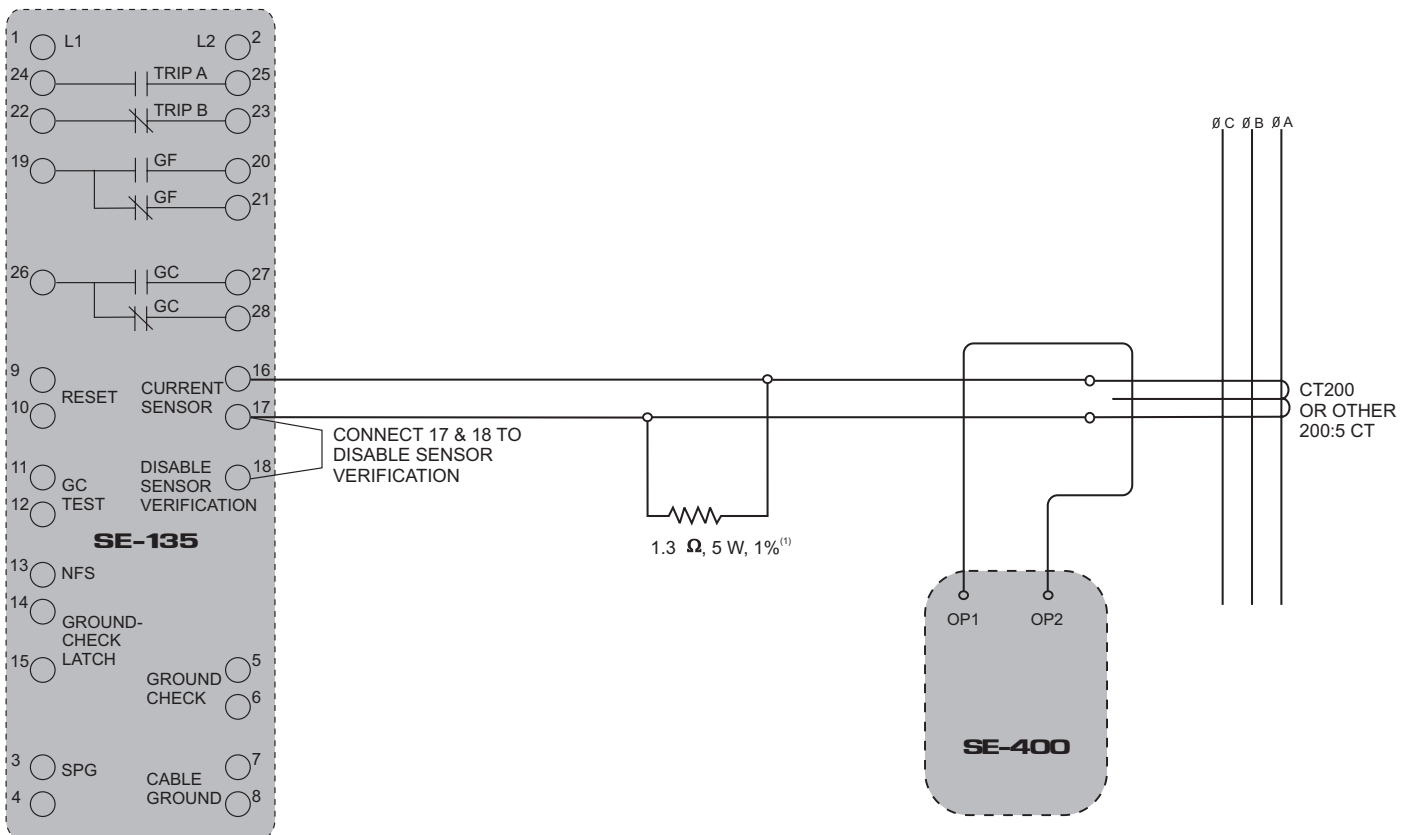 1 L1 L2 2
24 TRIP A 25
22 TRIP B 23
19 GF 20
GF 21
26 GC 27
GC 28
9 16
RESET
10 17
CURRENT
SENSOR
11 18
GC
TEST
12
DISABLE
SENSOR
VERIFICATION
SE-135
13 NFS
14
GROUND-
CHECK
LATCH
15
5
GROUND
CHECK
6
3 SPG 7
CABLE
GROUND
4 8
CONNECT 17 & 18 TO
DISABLE SENSOR
VERIFICATION
1.3 Ω, 5 W, 1%(1)
OP1 OP2
SE-400
Ø C Ø B Ø A
CT200
OR OTHER
200:5 CT